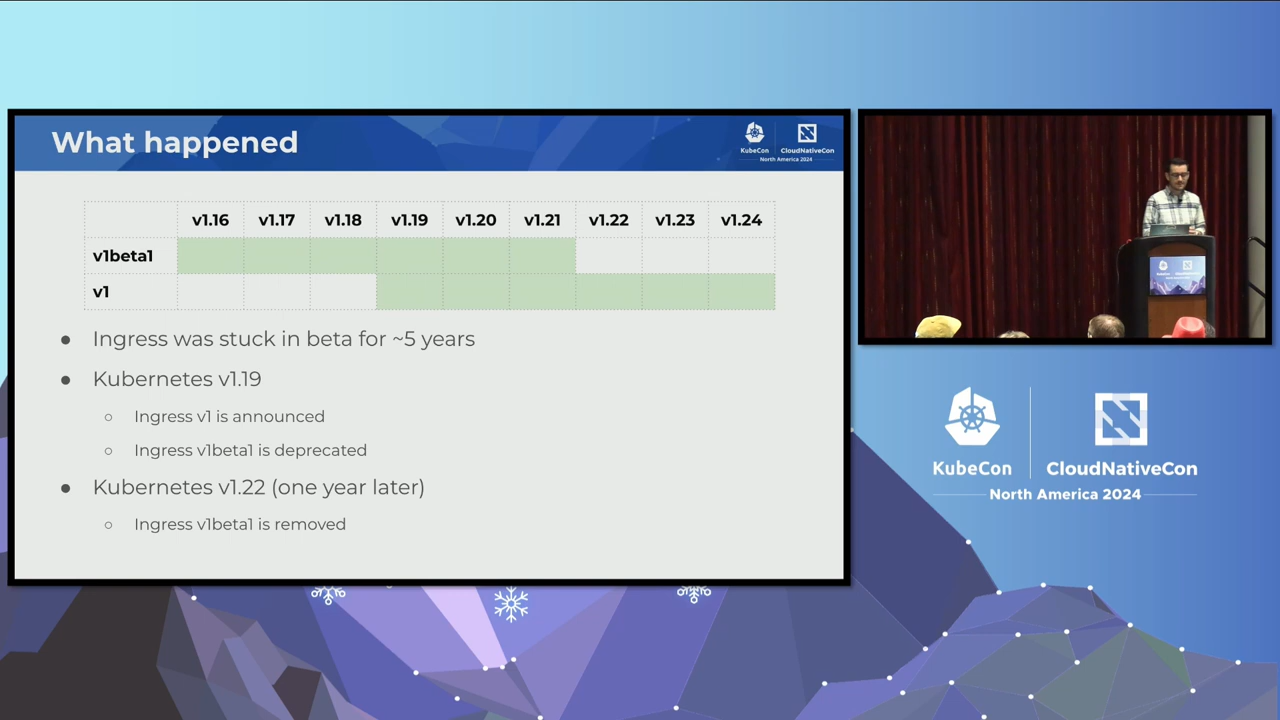 What happened
KubeCon
CloudNativeCon
North America 2024
v1.16 v1.17 v1.18 v1.19 v1.20 v1.21 v1.22 v1.23 v1.24
v1beta1
v1
● Ingress was stuck in beta for ~5 years
● Kubernetes v1.19
○ Ingress v1 is announced
○ Ingress v1beta1 is deprecated
● Kubernetes v1.22 (one year later)
○ Ingress v1beta1 is removed
KubeCon
CloudNativeCon
North America 2024